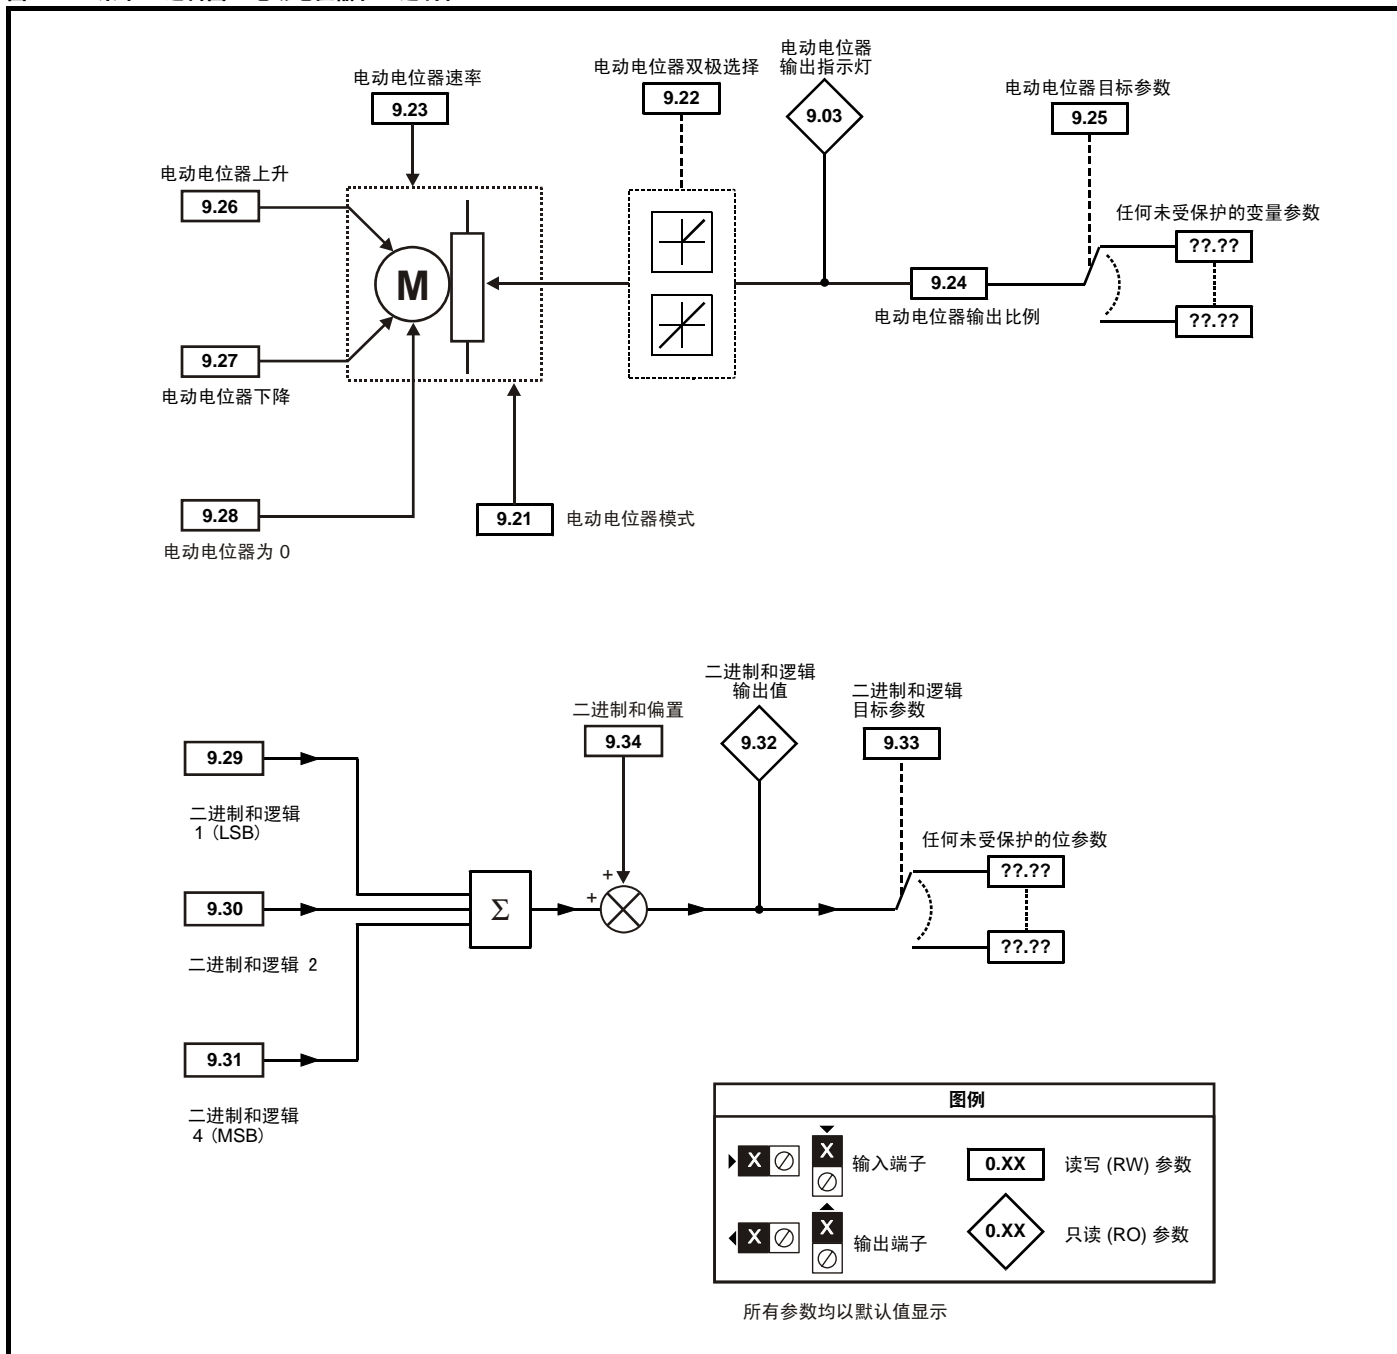 电动电位器速率
9.23
电动电位器双极选择
9.22
电动电位器
输出指示灯
9.03
电动电位器目标参数
9.25
电动电位器上升
9.26
任何未受保护的变量参数
??.??
M
9.24
电动电位器输出比例
??.??
9.27
电动电位器下降
9.28
电动电位器为 0
9.21
电动电位器模式
二进制和逻辑
输出值
9.32
二进制和偏置
9.34
二进制和逻辑
目标参数
9.33
9.29
二进制和逻辑
1 (LSB)
任何未受保护的位参数
??.??
9.30
Σ
+
+
二进制和逻辑 2
??.??
9.31
二进制和逻辑
4 (MSB)
图例
X
X
输入端子
0.XX
读写 (RW) 参数
X
X
输出端子
0.XX
只读 (RO) 参数
所有参数均以默认值显示